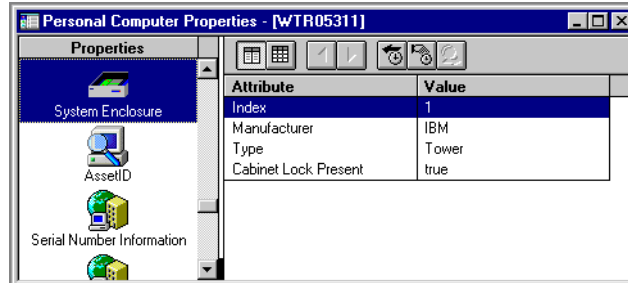 Personal Computer Properties - [WTR05311]
Properties
System Enclosure
AssetID
Serial Number Information
Attribute Value
Index 1
Manufacturer IBM
Type Tower
Cabinet Lock Present true